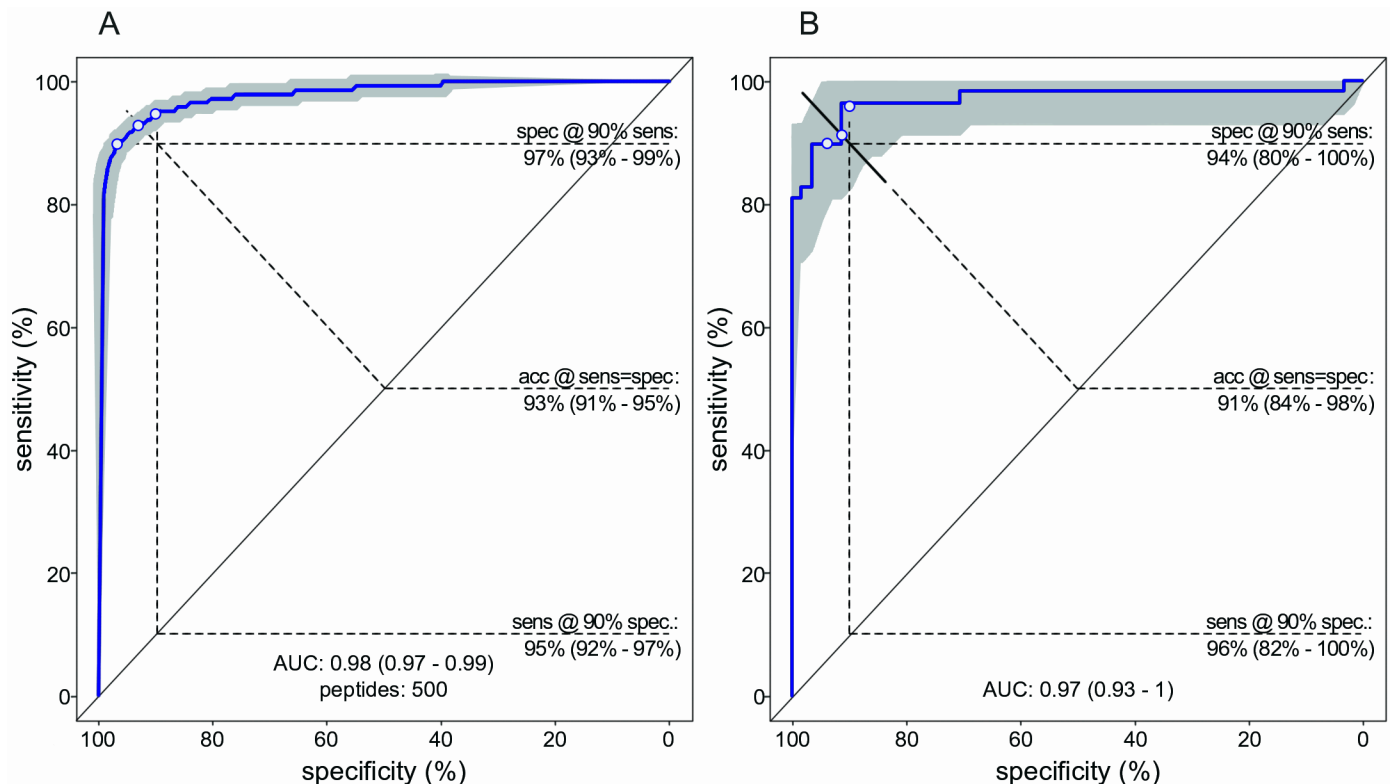 A
100
80
60
40
20
0
sensitivity (%)
spec @ 90% sens:
97% (93% - 99%)
acc @ sens=spec:
93% (91% - 95%)
sens @ 90% spec.:
95% (92% - 97%)
AUC: 0.98 (0.97 - 0.99)
peptides: 500
100 80 60 40 20 0
specificity (%)
B
100
80
60
40
20
0
sensitivity (%)
spec @ 90% sens:
94% (80% - 100%)
acc @ sens=spec:
91% (84% - 98%)
sens @ 90% spec.:
96% (82% - 100%)
AUC: 0.97 (0.93 - 1)
100 80 60 40 20 0
specificity (%)